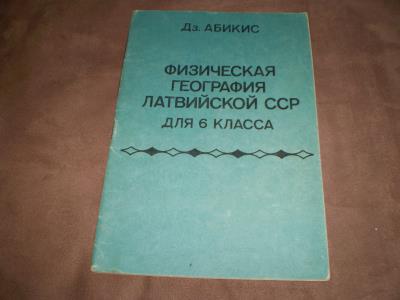 Дз. АБИКИС
ФИЗИЧЕСКАЯ
ГЕОГРАФИЯ
ЛАТВИЙСКОЙ ССР
ДЛЯ 6 КЛАССА